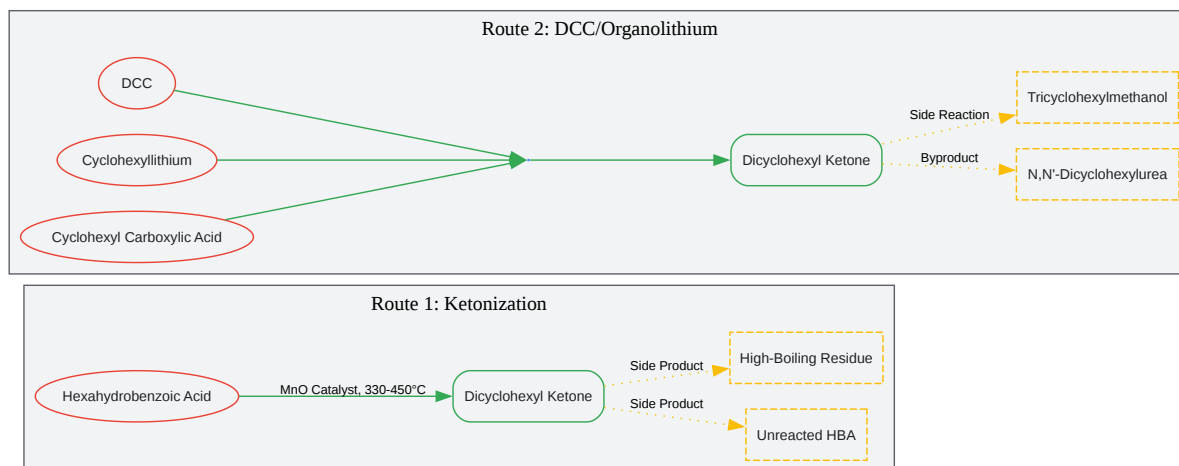 Route 2: DCC/Organolithium
DCC
Cyclohexyllithium
Cyclohexyl Carboxylic Acid
Dicyclohexyl Ketone
Side Reaction
Tricyclohexylmethanol
Byproduct
N,N'-Dicyclohexylurea
Route 1: Ketonization
Hexahydrobenzoic Acid
MnO Catalyst, 330-450°C
Dicyclohexyl Ketone
Side Product
High-Boiling Residue
Side Product
Unreacted HBA